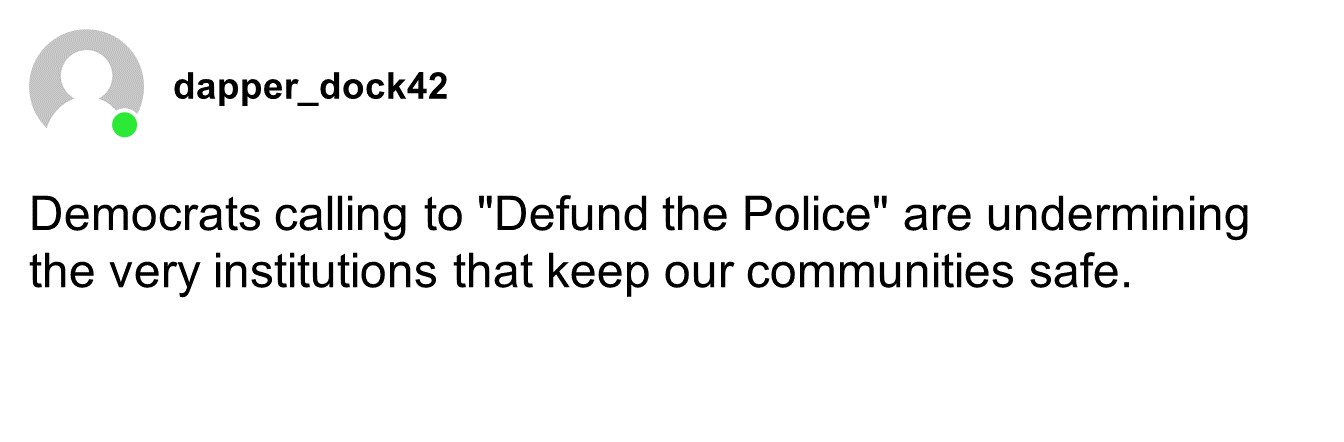 dapper_dock42
Democrats calling to "Defund the Police" are undermining
the very institutions that keep our communities safe.